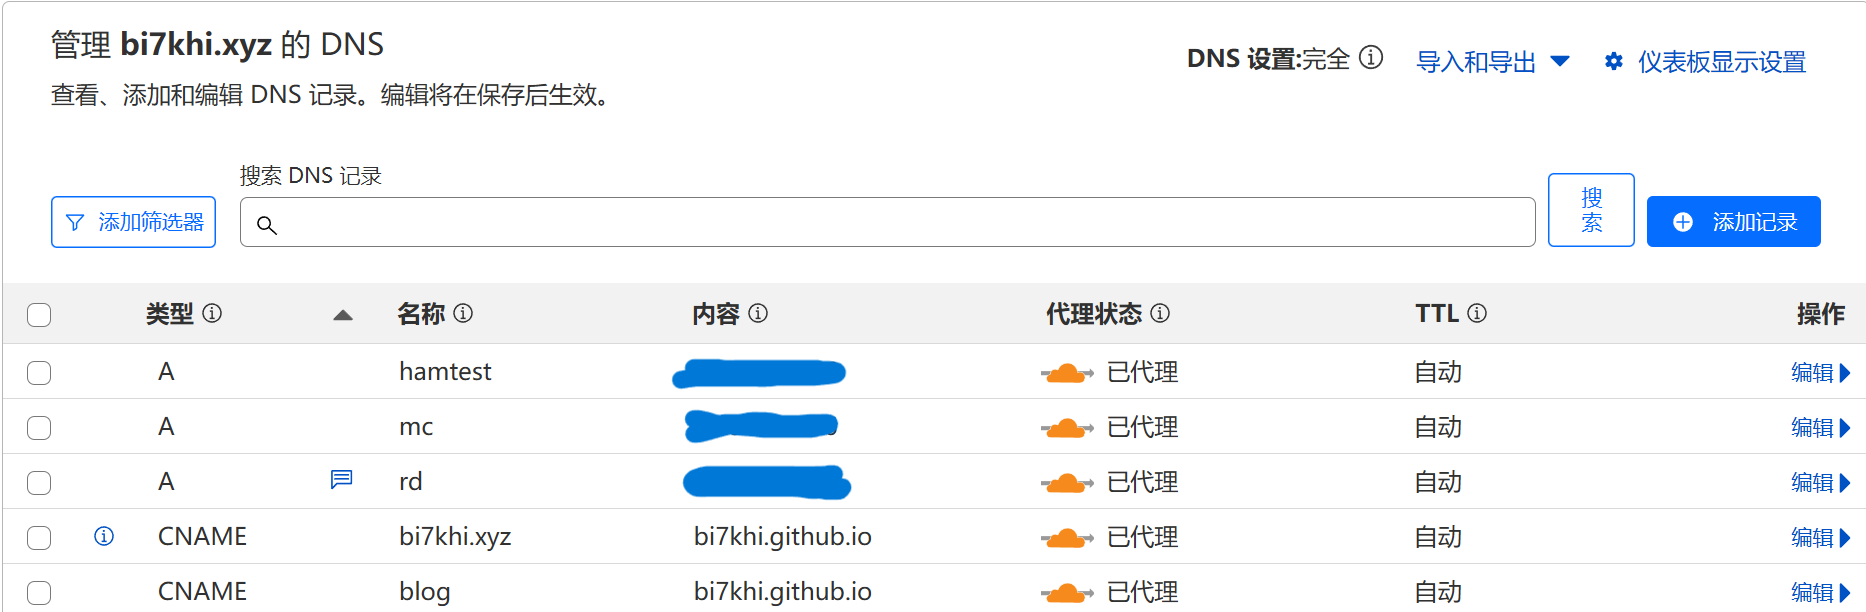 管理 bi7khi.xyz 的 DNS
查看、添加和编辑 DNS 记录。编辑将在保存后生效。
DNS 设置:完全 导入和导出 仪表板显示设置
搜索 DNS 记录
添加筛选器 搜索 添加记录
类型 名称 内容 代理状态 TTL 操作
A hamtest 已代理 自动 编辑
A mc 已代理 自动 编辑
A rd 已代理 自动 编辑
CNAME bi7khi.xyz bi7khi.github.io 已代理 自动 编辑
CNAME blog bi7khi.github.io 已代理 自动 编辑